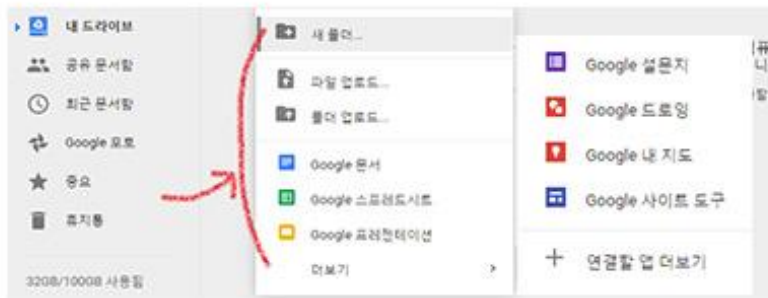 내 드라이브
공유 문서함
최근 문서함
Google 포토
중요
휴지통
32GB/100GB 사용됨
새 폴더...
파일 업로드...
폴더 업로드...
Google 문서
Google 스프레드시트
Google 프레젠테이션
더보기
Google 설문지
Google 드로잉
Google 내 지도
Google 사이트 도구
연결할 앱 더보기